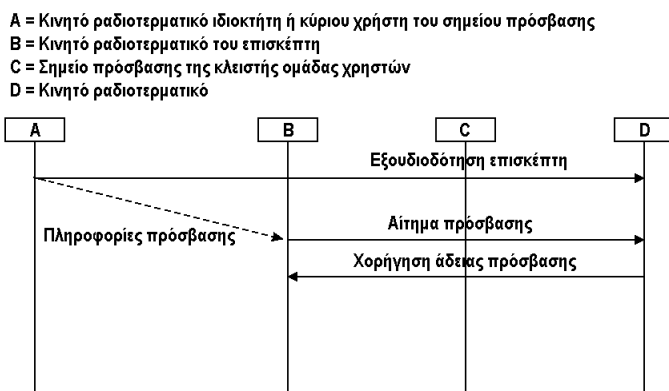 A = Κινητό ραδιοτερματικό ιδιοκτήτη ή κύριου χρήστη του σημείου πρόσβασης
B = Κινητό ραδιοτερματικό του επισκέπτη
C = Σημείο πρόσβασης της κλειστής ομάδας χρηστών
D = Κινητό ραδιοτερματικό
A B C D
Εξουδιοδότηση επισκέπτη
Πληροφορίες πρόσβασης
Αίτημα πρόσβασης
Χορήγηση άδειας πρόσβασης